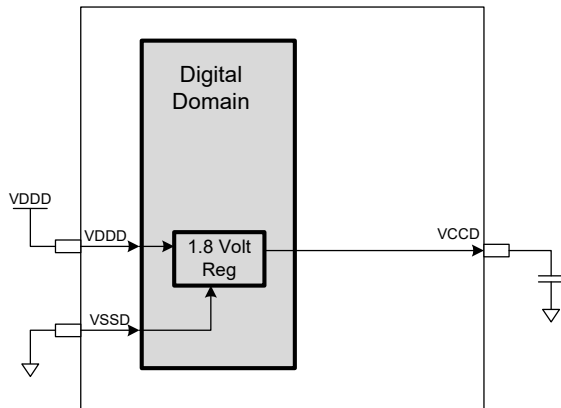 Digital
Domain
VDDD
VDDD
1.8 Volt
Reg
VCCD
VSSD